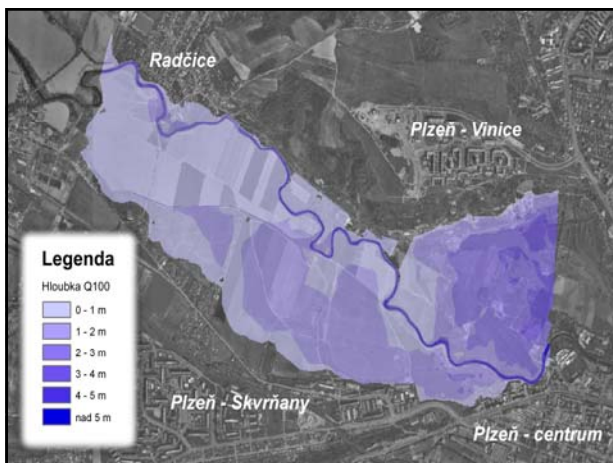 Radčice
Plzeň - Vinice
Legenda
Hloubka Q100
0 - 1 m
1 - 2 m
2 - 3 m
3 - 4 m
4 - 5 m
nad 5 m
Plzeň - Skvrňany
Plzeň - centrum